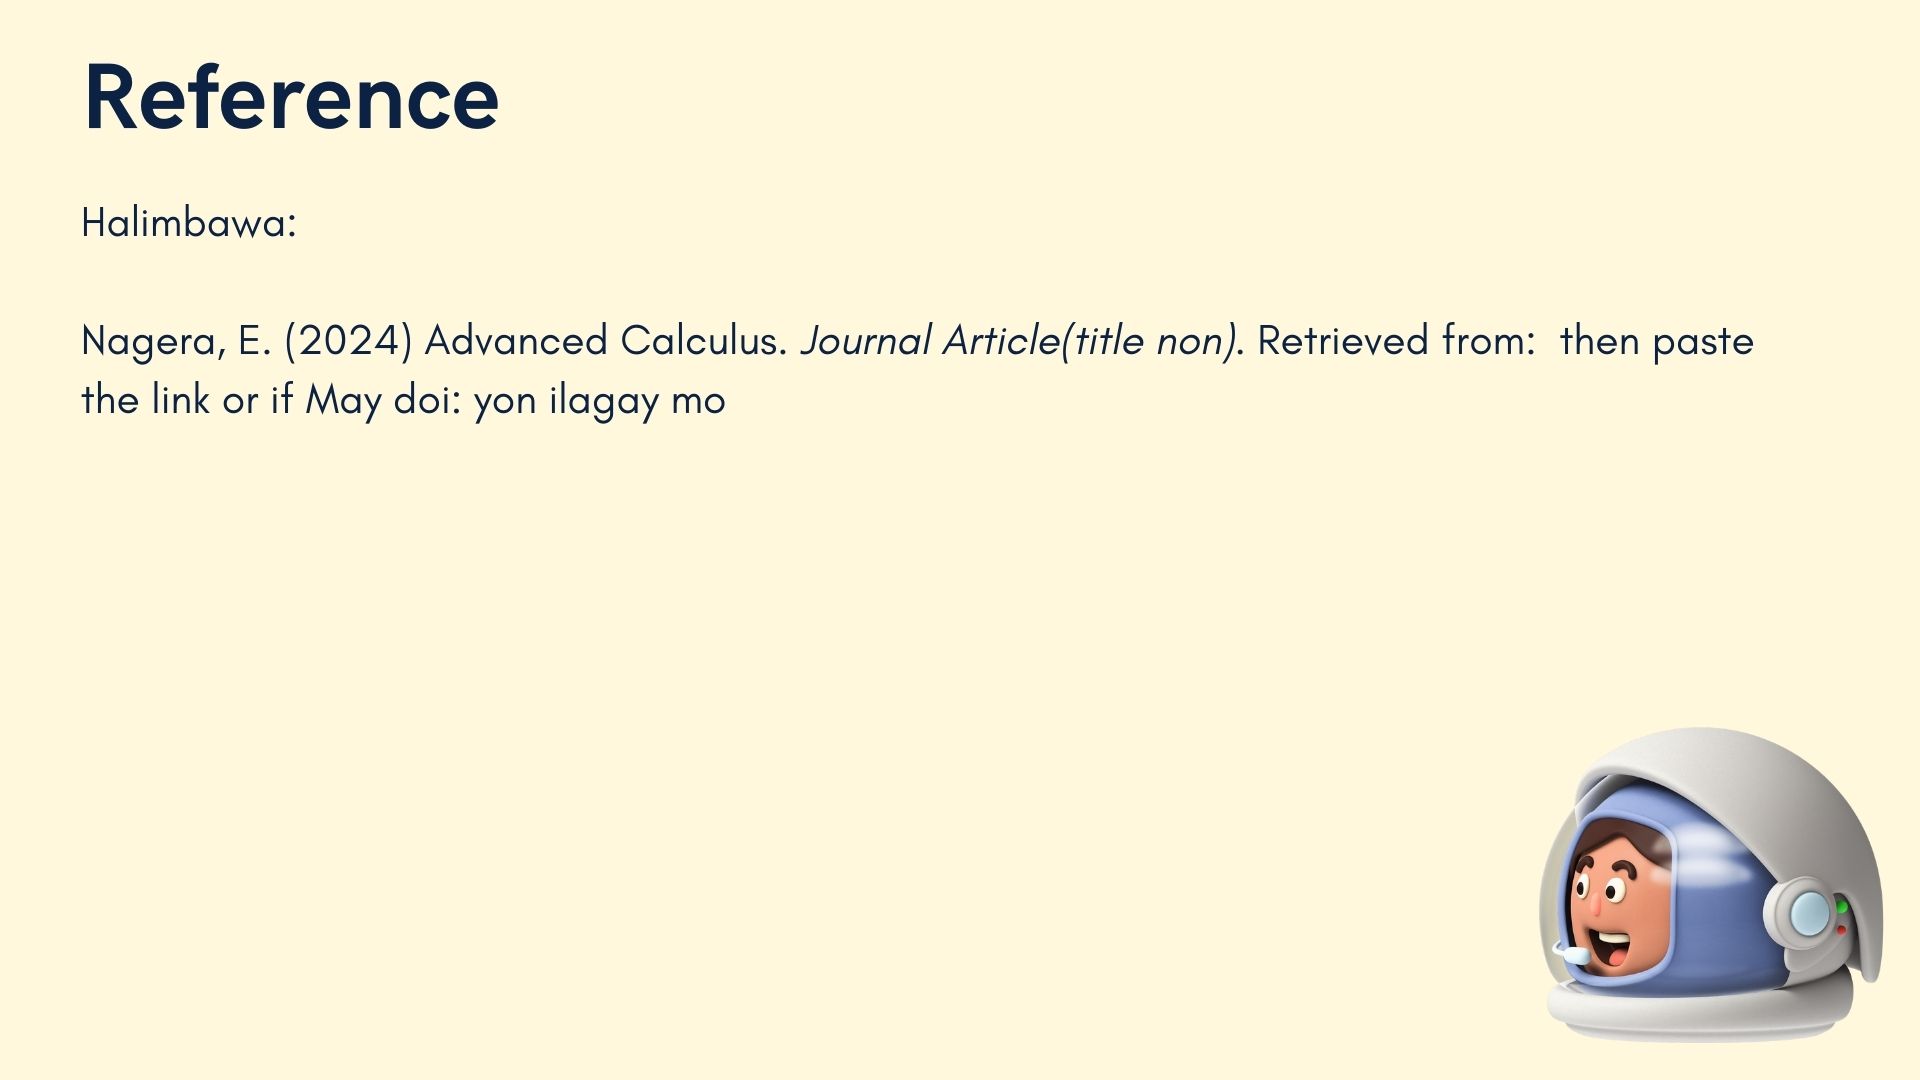 Reference
Halimbawa:
Nagera, E. (2024) Advanced Calculus. Journal Article(title non). Retrieved from:  then paste
the link or if May doi: yon ilagay mo